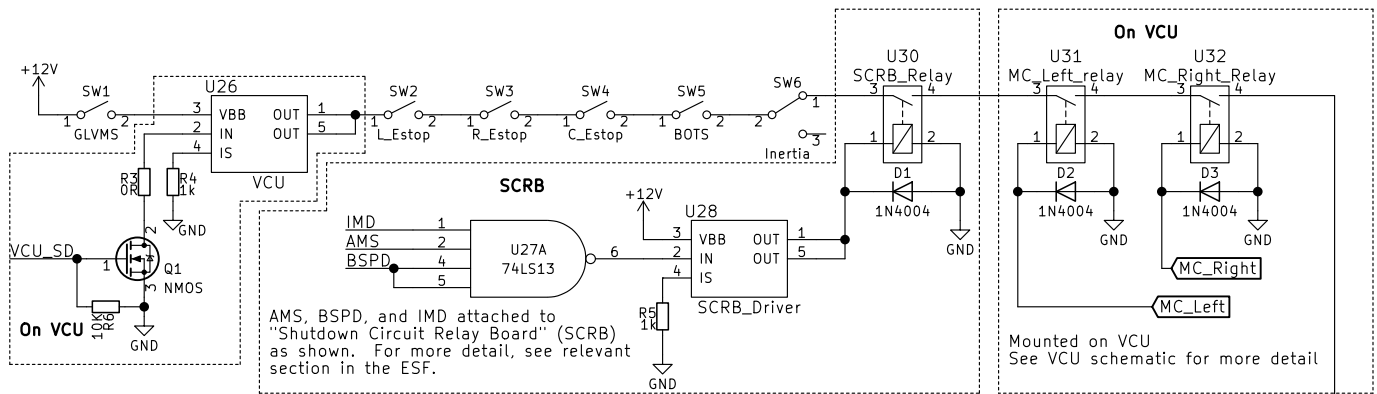 On VCU
+12V
SW1
1
2
GLVMS
U26
3
VBB
OUT
1
2
IN
OUT
5
4
IS
VCU
SW2
1
2
L_Estop
SW3
1
2
R_Estop
SW4
1
2
C_Estop
SW5
1
2
BOTS
SW6
1
2
3
Inertia
U30
SCRB_Relay
3
4
1
2
D1
1N4004
GND
U31
MC_Left_relay
3
4
1
2
D2
1N4004
GND
U32
MC_Right_Relay
3
4
1
2
D3
1N4004
GND
R3
0R
R4
1k
GND
VCU_SD
1
2
3
Q1
NMOS
10K
R6
GND
On VCU
SCRB
IMD
1
AMS
2
BSPD
4
5
U27A
74LS13
6
+12V
U28
3
VBB
OUT
1
2
IN
OUT
5
4
IS
SCRB_Driver
R5
1k
GND
AMS, BSPD, and IMD attached to
"Shutdown Circuit Relay Board" (SCRB)
as shown. For more detail, see relevant
section in the ESF.
MC_Right
MC_Left
Mounted on VCU
See VCU schematic for more detail